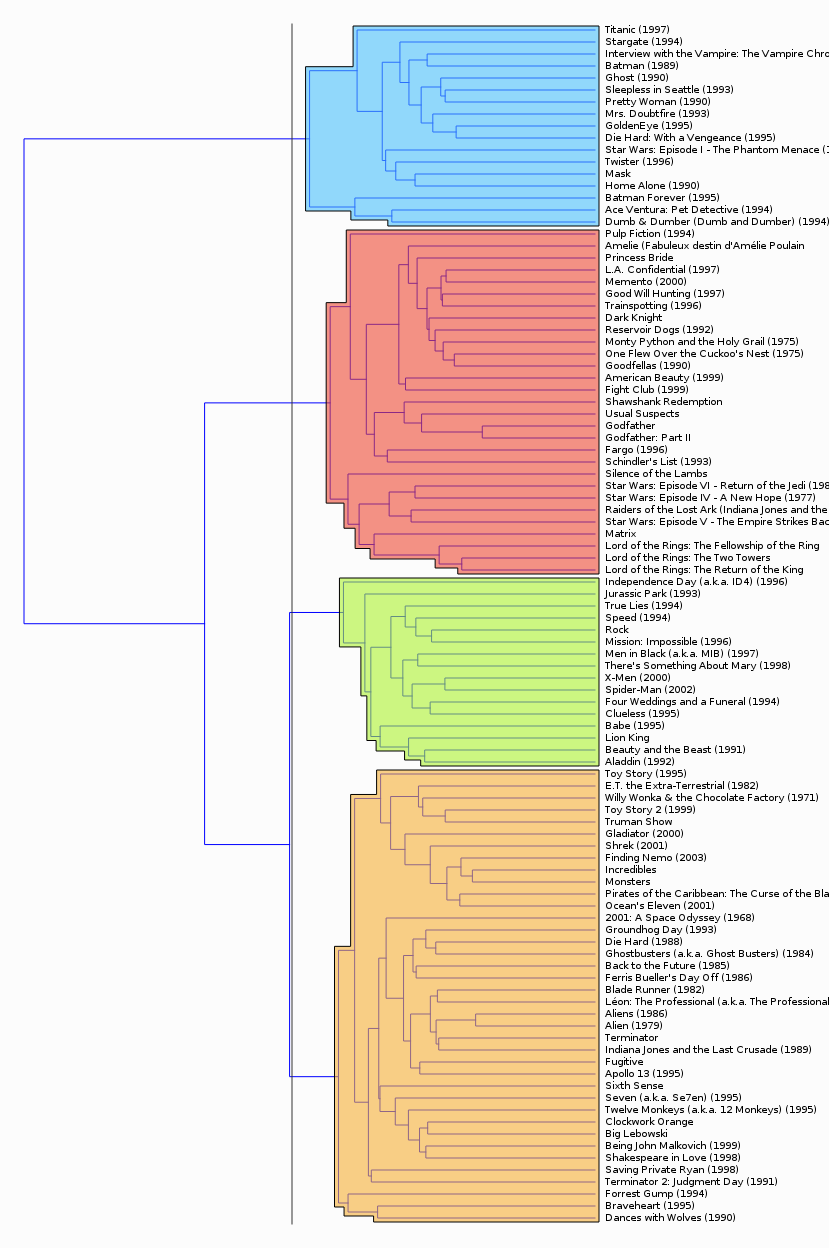 Titanic (1997)
Stargate (1994)
Interview with the Vampire: The Vampire Chro
Batman (1989)
Ghost (1990)
Sleepless in Seattle (1993)
Pretty Woman (1990)
Mrs. Doubtfire (1993)
GoldenEye (1995)
Die Hard: With a Vengeance (1995)
Star Wars: Episode I - The Phantom Menace (1
Twister (1996)
Mask
Home Alone (1990)
Batman Forever (1995)
Ace Ventura: Pet Detective (1994)
Dumb & Dumber (Dumb and Dumber) (1994)
Pulp Fiction (1994)
Amelie (Fabuleux destin d'Amélie Poulain
Princess Bride
L.A. Confidential (1997)
Memento (2000)
Good Will Hunting (1997)
Trainspotting (1996)
Dark Knight
Reservoir Dogs (1992)
Monty Python and the Holy Grail (1975)
One Flew Over the Cuckoo's Nest (1975)
Goodfellas (1990)
American Beauty (1999)
Fight Club (1999)
Shawshank Redemption
Usual Suspects
Godfather
Godfather: Part II
Fargo (1996)
Schindler's List (1993)
Silence of the Lambs
Star Wars: Episode VI - Return of the Jedi (198
Star Wars: Episode IV - A New Hope (1977)
Raiders of the Lost Ark (Indiana Jones and the
Star Wars: Episode V - The Empire Strikes Bac
Matrix
Lord of the Rings: The Fellowship of the Ring
Lord of the Rings: The Two Towers
Lord of the Rings: The Return of the King
Independence Day (a.k.a. ID4) (1996)
Jurassic Park (1993)
True Lies (1994)
Speed (1994)
Rock
Mission: Impossible (1996)
Men in Black (a.k.a. MIB) (1997)
There's Something About Mary (1998)
X-Men (2000)
Spider-Man (2002)
Four Weddings and a Funeral (1994)
Clueless (1995)
Babe (1995)
Lion King
Beauty and the Beast (1991)
Aladdin (1992)
Toy Story (1995)
E.T. the Extra-Terrestrial (1982)
Willy Wonka & the Chocolate Factory (1971)
Toy Story 2 (1999)
Truman Show
Gladiator (2000)
Shrek (2001)
Finding Nemo (2003)
Incredibles
Monsters
Pirates of the Caribbean: The Curse of the Bla
Ocean's Eleven (2001)
2001: A Space Odyssey (1968)
Groundhog Day (1993)
Die Hard (1988)
Ghostbusters (a.k.a. Ghost Busters) (1984)
Back to the Future (1985)
Ferris Bueller's Day Off (1986)
Blade Runner (1982)
Léon: The Professional (a.k.a. The Professional
Aliens (1986)
Alien (1979)
Terminator
Indiana Jones and the Last Crusade (1989)
Fugitive
Apollo 13 (1995)
Sixth Sense
Seven (a.k.a. Se7en) (1995)
Twelve Monkeys (a.k.a. 12 Monkeys) (1995)
Clockwork Orange
Big Lebowski
Being John Malkovich (1999)
Shakespeare in Love (1998)
Saving Private Ryan (1998)
Terminator 2: Judgment Day (1991)
Forrest Gump (1994)
Braveheart (1995)
Dances with Wolves (1990)